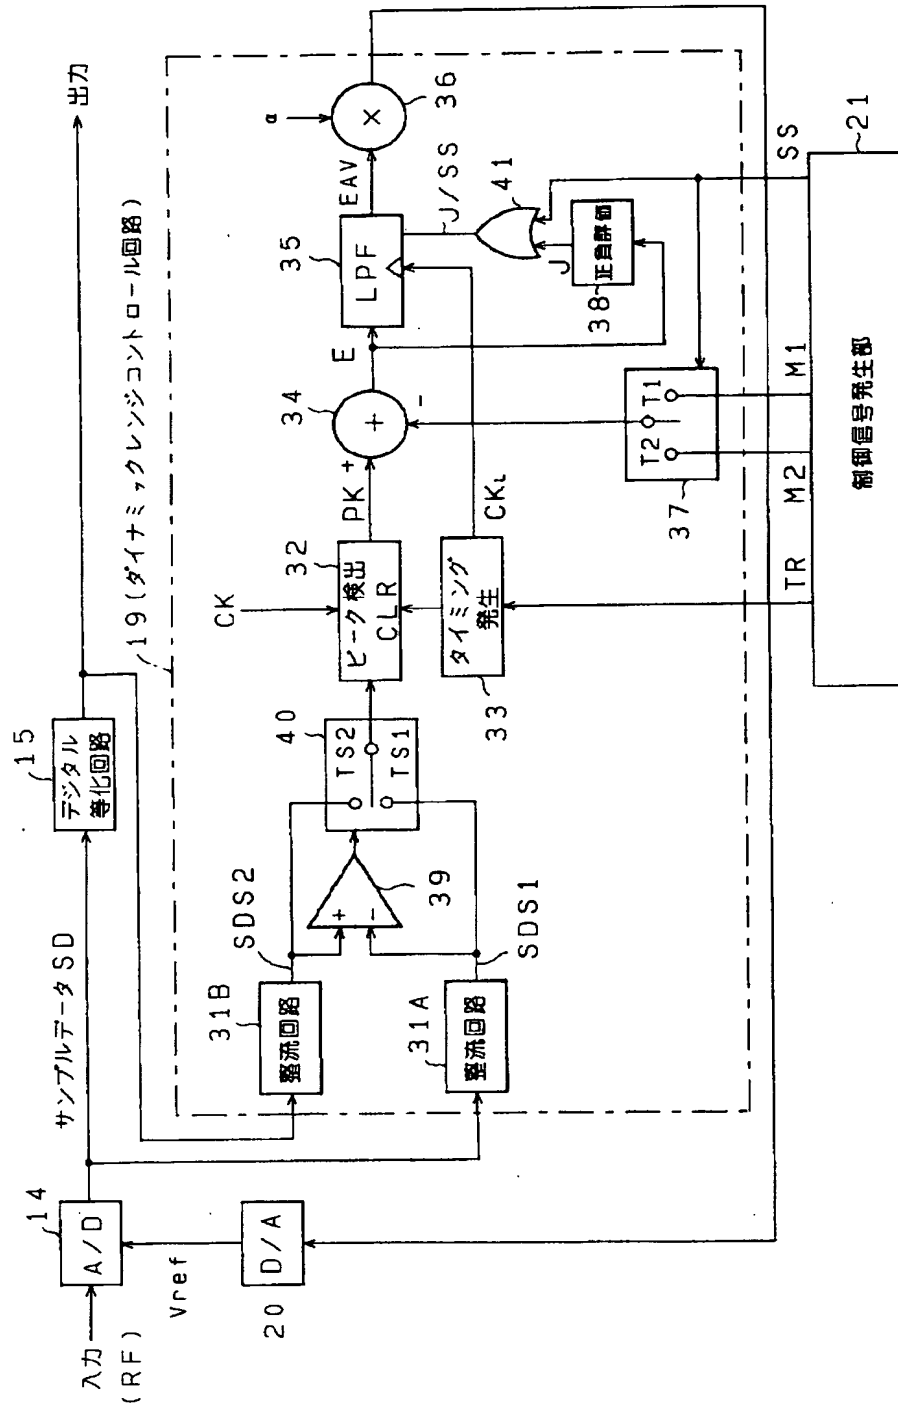 入力
(RF)
14
A/D
Vref
D/A
20
サンプルデータSD
15
デジタル
等化回路
出力
19(ダイナミックレンジコントロール回路)
31B
整流回路
31A
整流回路
SDS2
SDS1
+
-
39
40
TS2
TS1
CK
32
ピーク検出
CLR
33
タイミング
発生
PK
+
34
+
-
CKL
E
35
LPF
EAV
α
×
36
J/SS
41
J
38
正負評価
37
T2
T1
TR
M2
M1
SS
21
制御信号発生部